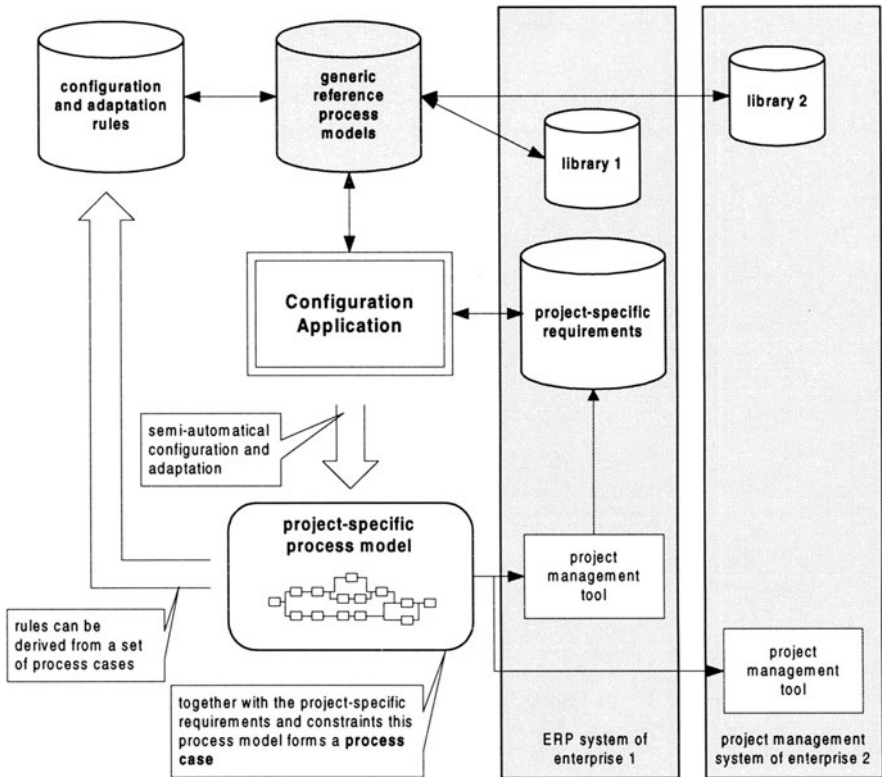 configuration
and adaptation
rules
generic
reference
process
models
library 1
library 2
Configuration
Application
project-specific
requirements
semi-automatical
configuration and
adaptation
project-specific
process model
project
management
tool
rules can be
derived from a set
of process cases
project
management
tool
together with the project-specific
requirements and constraints this
process model forms a process
case
ERP system of
enterprise 1
project management
system of enterprise 2